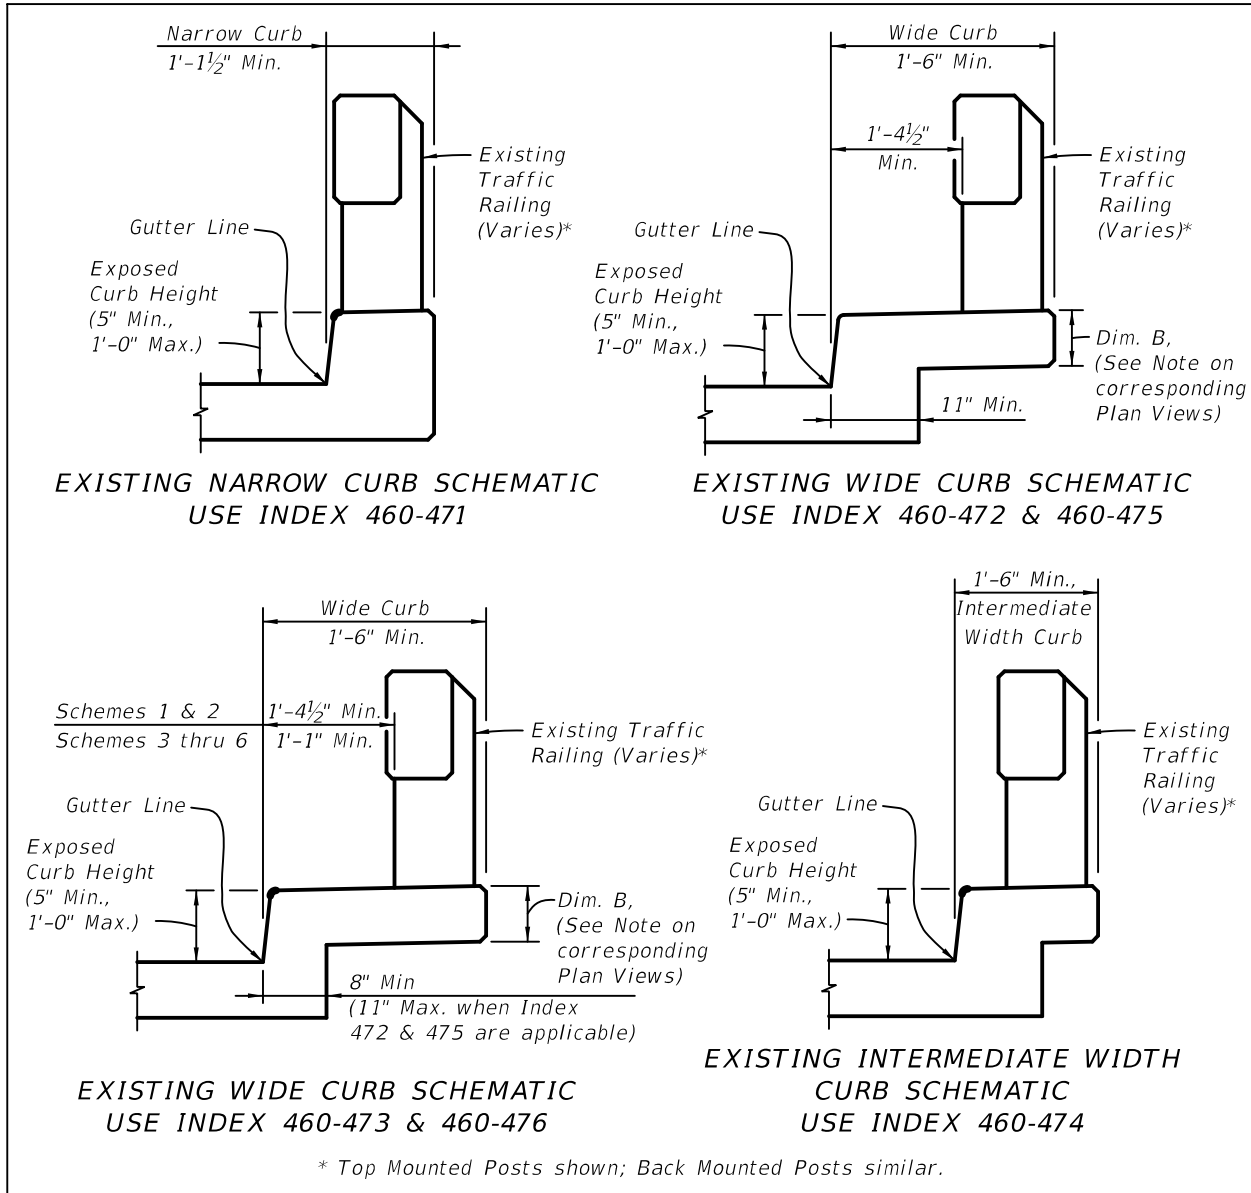 Narrow Curb
1'-1½" Min.
Existing
Traffic
Railing
(Varies)*
Gutter Line
Exposed
Curb Height
(5" Min.,
1'-0" Max.)
EXISTING NARROW CURB SCHEMATIC
USE INDEX 460-471
Wide Curb
1'-6" Min.
1'-4½"
Min.
Existing
Traffic
Railing
(Varies)*
Gutter Line
Exposed
Curb Height
(5" Min.,
1'-0" Max.)
Dim. B,
(See Note on
corresponding
Plan Views)
11" Min.
EXISTING WIDE CURB SCHEMATIC
USE INDEX 460-472 & 460-475
Wide Curb
1'-6" Min.
Schemes 1 & 2 1'-4½" Min.
Schemes 3 thru 6 1'-1" Min.
Existing Traffic
Railing (Varies)*
Gutter Line
Exposed
Curb Height
(5" Min.,
1'-0" Max.)
Dim. B,
(See Note on
corresponding
Plan Views)
8" Min
(11" Max. when Index
472 & 475 are applicable)
EXISTING WIDE CURB SCHEMATIC
USE INDEX 460-473 & 460-476
1'-6" Min.,
Intermediate
Width Curb
Existing
Traffic
Railing
(Varies)*
Gutter Line
Exposed
Curb Height
(5" Min.,
1'-0" Max.)
EXISTING INTERMEDIATE WIDTH
CURB SCHEMATIC
USE INDEX 460-474
* Top Mounted Posts shown; Back Mounted Posts similar.